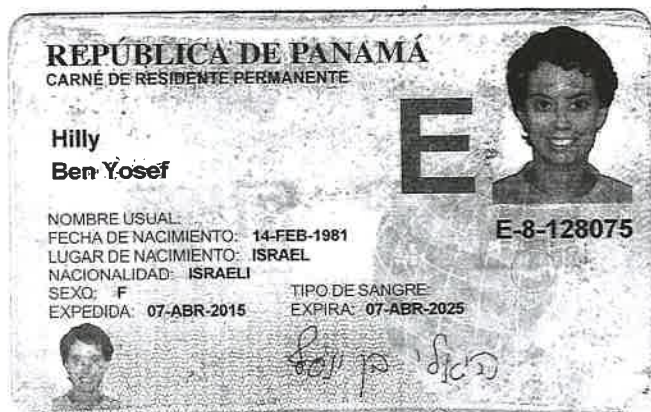 REPÚBLICA DE PANAMÁ
CARNÉ DE RESIDENTE PERMANENTE
E
Hilly
Ben Yosef
NOMBRE USUAL:
FECHA DE NACIMIENTO: 14-FEB-1981
LUGAR DE NACIMIENTO: ISRAEL
NACIONALIDAD: ISRAELI
SEXO: F
TIPO DE SANGRE:
EXPEDIDA: 07-ABR-2015
EXPIRA: 07-ABR-2025
E-8-128075
בן יוסף